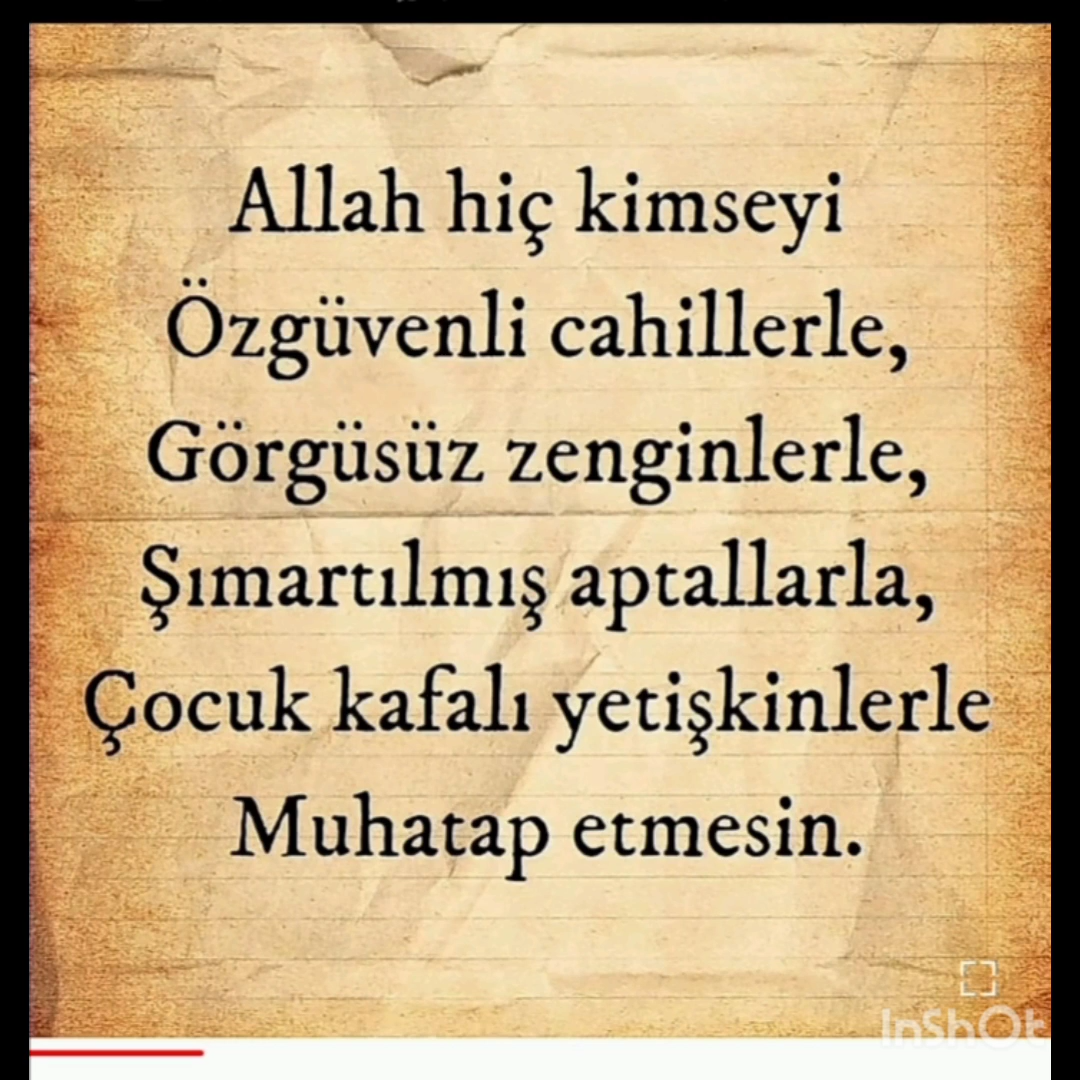 Allah hiç kimseyi
Özgüvenli cahillerle,
Görgüsüz zenginlerle,
Şımartılmış aptallarla,
Çocuk kafalı yetişkinlerle
Muhatap etmesin.
InShOt